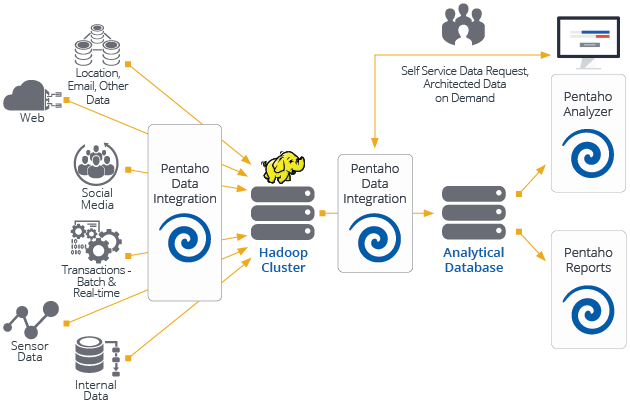 Location,
Email, Other
Data
Web
Social
Media
Transactions -
Batch &
Real-time
Sensor
Data
Internal
Data
Pentaho
Data
Integration
Hadoop
Cluster
Pentaho
Data
Integration
Self Service Data Request,
Architected Data
on Demand
Analytical
Database
Pentaho
Analyzer
Pentaho
Reports